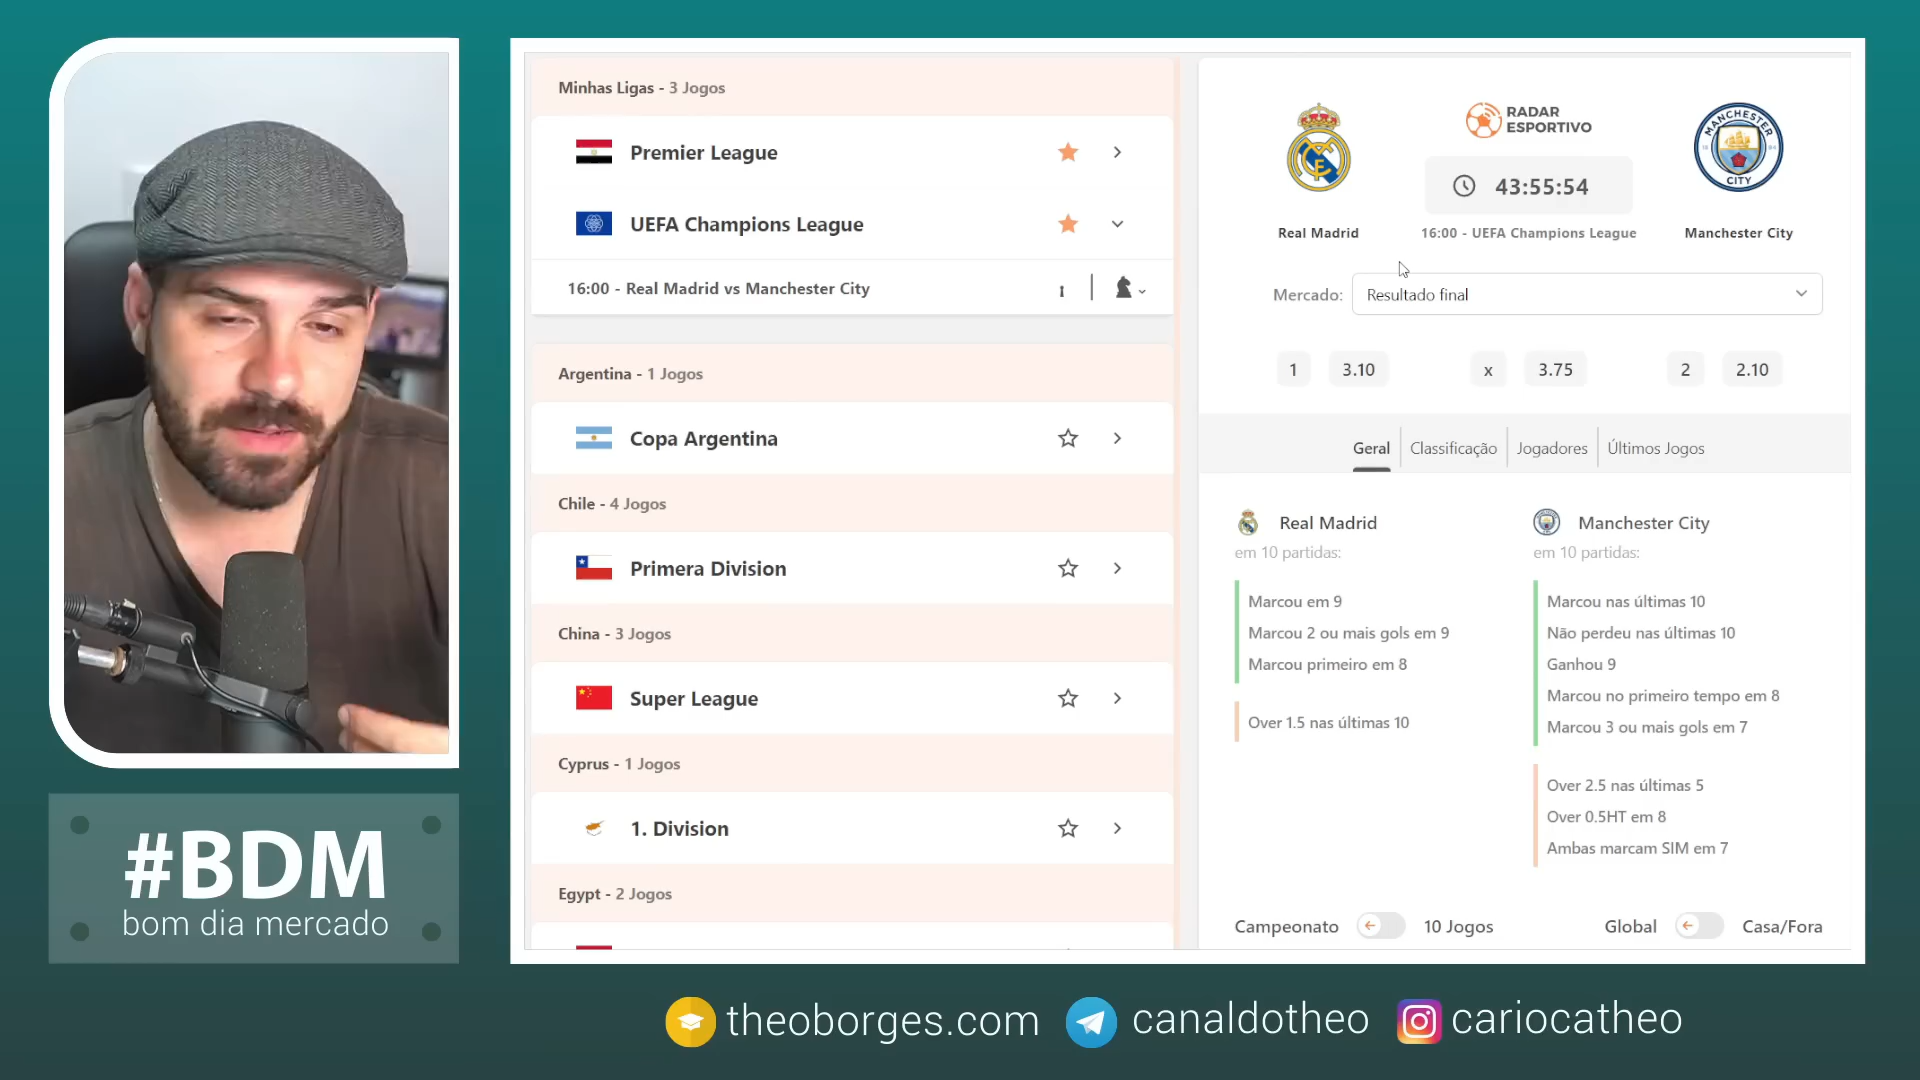 Minhas Ligas - 3 Jogos
Premier League
UEFA Champions League
16:00 - Real Madrid vs Manchester City
Argentina - 1 Jogos
Copa Argentina
Chile - 4 Jogos
Primera Division
China - 3 Jogos
Super League
Cyprus - 1 Jogos
1. Division
Egypt - 2 Jogos
RADAR
ESPORTIVO
MANCHESTER
18 94
CITY
43:55:54
Real Madrid
16:00 - UEFA Champions League
Manchester City
Mercado: Resultado final
1 3.10 x 3.75 2 2.10
Geral Classificação Jogadores Últimos Jogos
Real Madrid
em 10 partidas:
Marcou em 9
Marcou 2 ou mais gols em 9
Marcou primeiro em 8
Over 1.5 nas últimas 10
Manchester City
em 10 partidas:
Marcou nas últimas 10
Não perdeu nas últimas 10
Ganhou 9
Marcou no primeiro tempo em 8
Marcou 3 ou mais gols em 7
Over 2.5 nas últimas 5
Over 0.5HT em 8
Ambas marcam SIM em 7
Campeonato 10 Jogos Global Casa/Fora
#BDM
bom dia mercado
theoborges.com canaldotheo cariocatheo